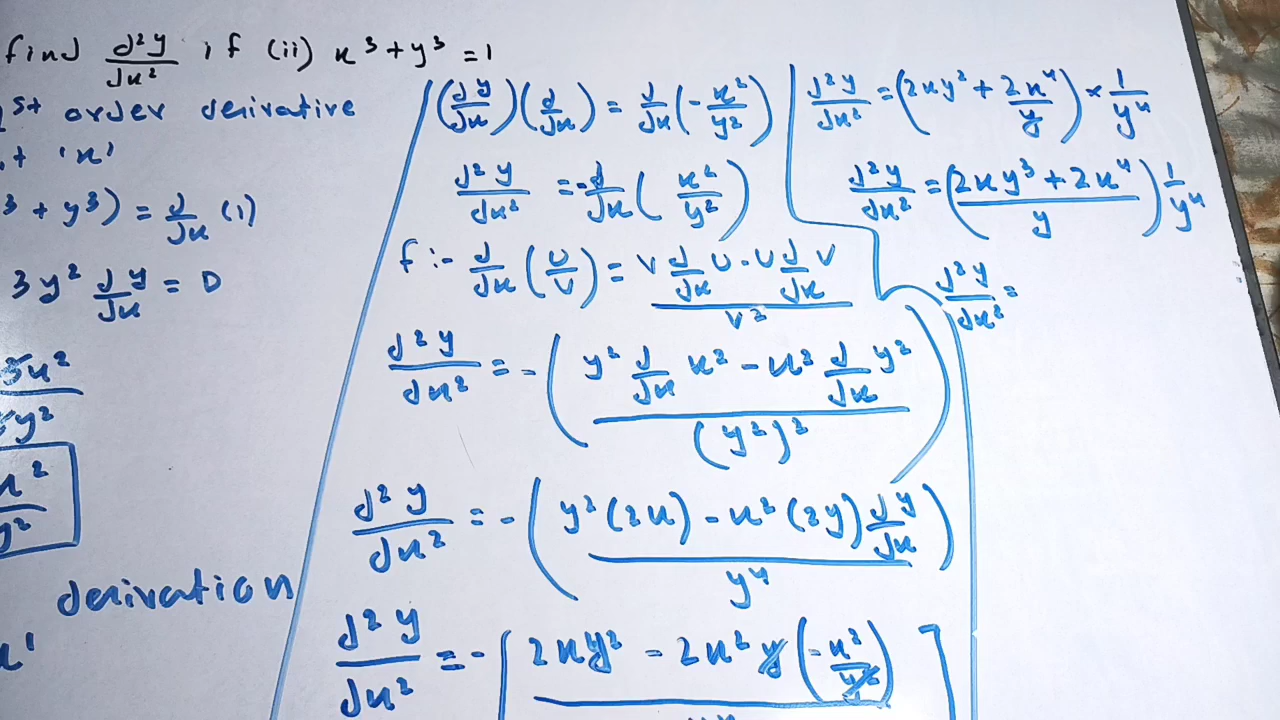 find d²y/dx² if (ii) x³+y³=1
1st order derivative
.t 'x'
³ + y³) = d/dx (1)
3y² dy/dx = 0
3x²/y²
x²/y²
derivation
x'
(dy/dx)(d/dx) = d/dx(-x²/y²)
d²y/dx² = -d/dx(x²/y²)
f:- d/dx(U/V) = (V d/dx U - U d/dx V)/V²
d²y/dx² = -((y² d/dx x² - x² d/dx y²)/(y²)²)
d²y/dx² = -((y²(2x) - x²(2y) dy/dx)/y⁴)
d²y/dx² = -[2xy² - 2x²y(-x²/y²)]
d²y/dx² = (2xy² + 2x⁴/y) × 1/y⁴
d²y/dx² = ((2xy³ + 2x⁴)/y) 1/y⁴
d²y/dx² =